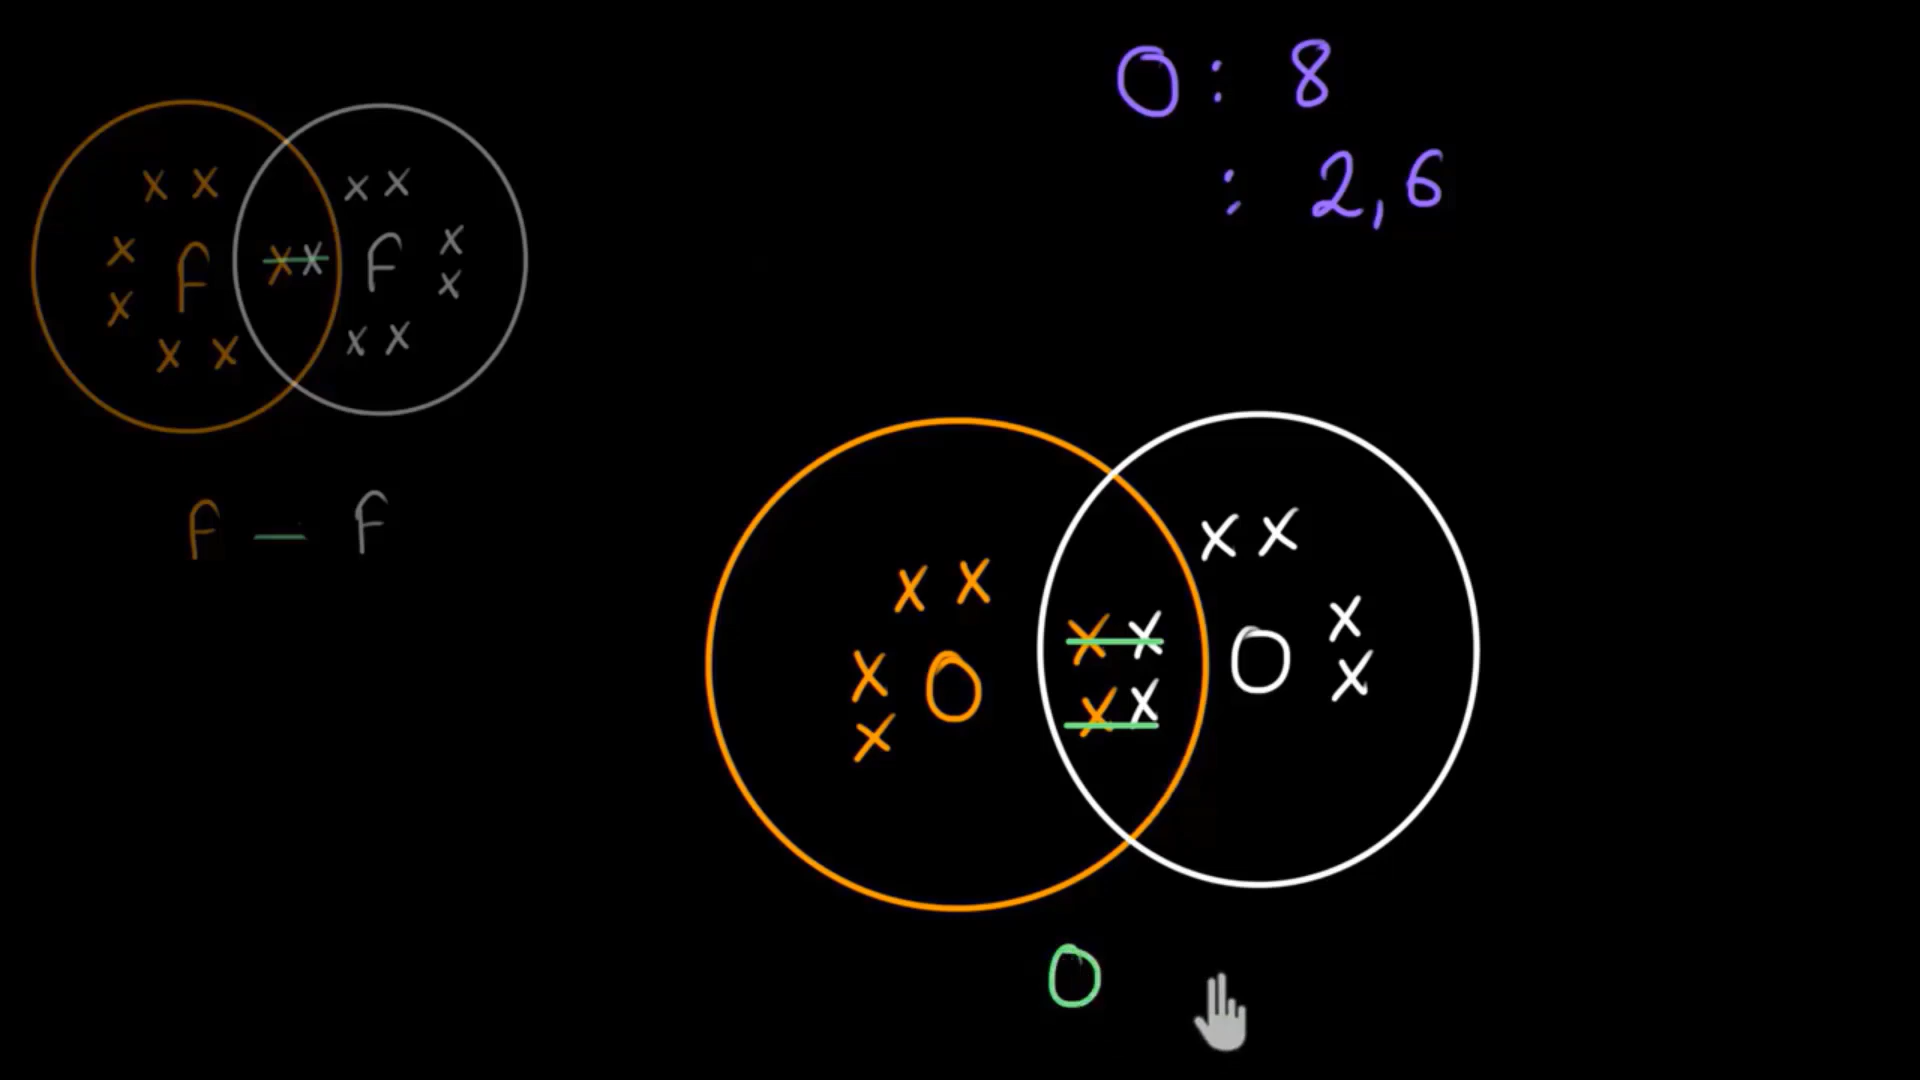 O: 8
: 2,6
x x x x
x F x x F x
x x
x x x x
F — F
x x x x
x x x x
x O x x O x
x
O